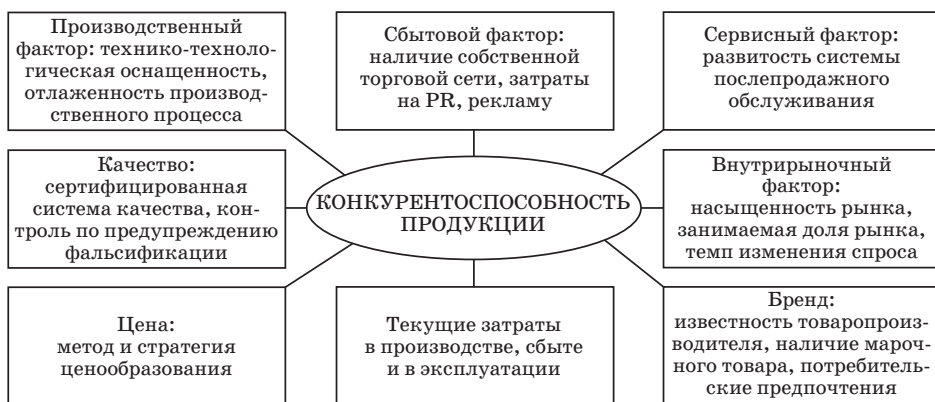 Производственный
фактор: технико-техноло-
гическая оснащенность,
отлаженность производ-
ственного процесса
Сбытовой фактор:
наличие собственной
торговой сети, затраты
на PR, рекламу
Сервисный фактор:
развитость системы
послепродажного
обслуживания
Качество:
сертифицированная
система качества, кон-
троль по предупреждению
фальсификации
КОНКУРЕНТОСПОСОБНОСТЬ
ПРОДУКЦИИ
Внутрирыночный
фактор:
насыщенность рынка,
занимаемая доля рынка,
темп изменения спроса
Цена:
метод и стратегия
ценообразования
Текущие затраты
в производстве, сбыте
и в эксплуатации
Бренд:
известность товаропроиз-
водителя, наличие мароч-
ного товара, потребитель-
ские предпочтения